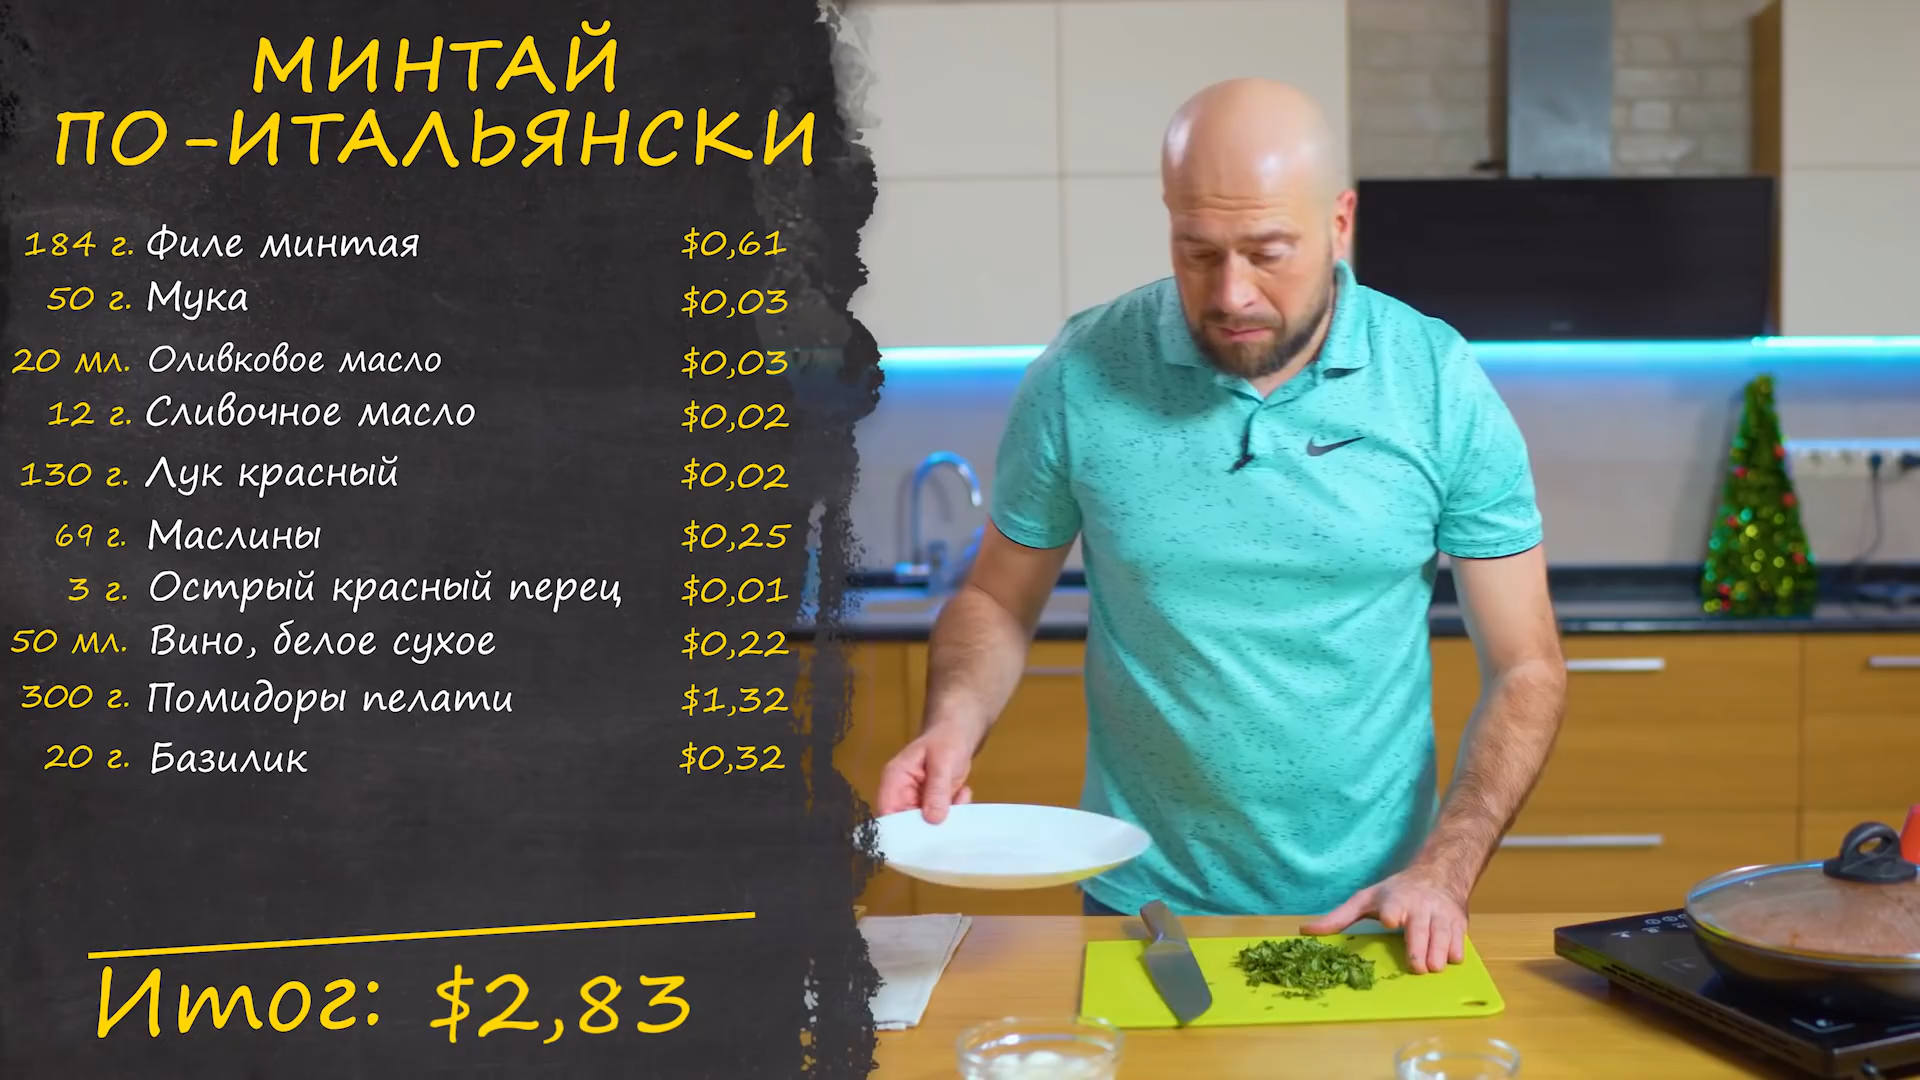 МИНТАЙ
ПО-ИТАЛЬЯНСКИ
184 г. Филе минтая $0,61
50 г. Мука $0,03
20 мл. Оливковое масло $0,03
12 г. Сливочное масло $0,02
130 г. Лук красный $0,02
69 г. Маслины $0,25
3 г. Острый красный перец $0,01
50 мл. Вино, белое сухое $0,22
300 г. Помидоры пелати $1,32
20 г. Базилик $0,32
Итог: $2,83